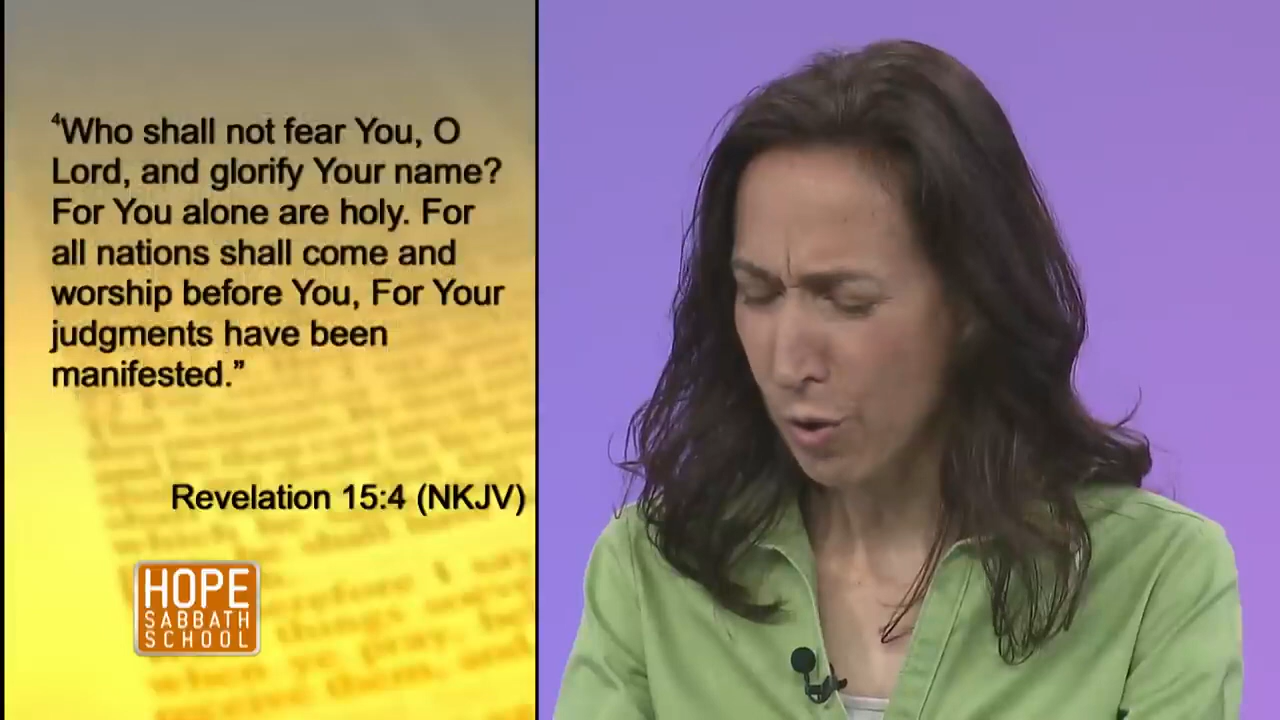 ⁴Who shall not fear You, O
Lord, and glorify Your name?
For You alone are holy. For
all nations shall come and
worship before You, For Your
judgments have been
manifested.”
Revelation 15:4 (NKJV)
HOPE
SABBATH
SCHOOL